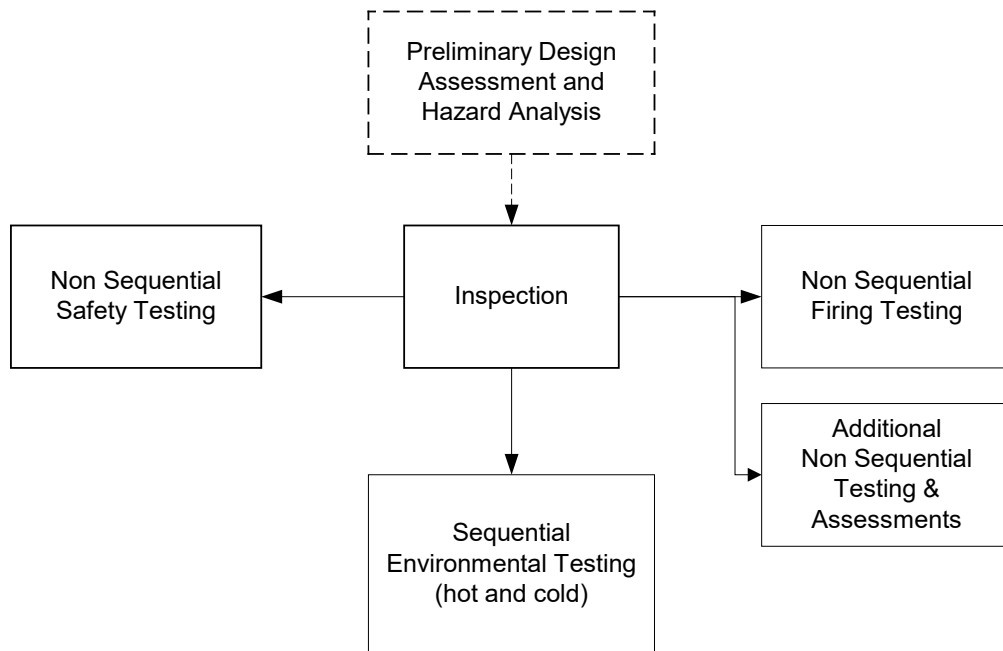 Preliminary Design
Assessment and
Hazard Analysis
Non Sequential
Safety Testing
Inspection
Non Sequential
Firing Testing
Additional
Non Sequential
Testing &
Assessments
Sequential
Environmental Testing
(hot and cold)